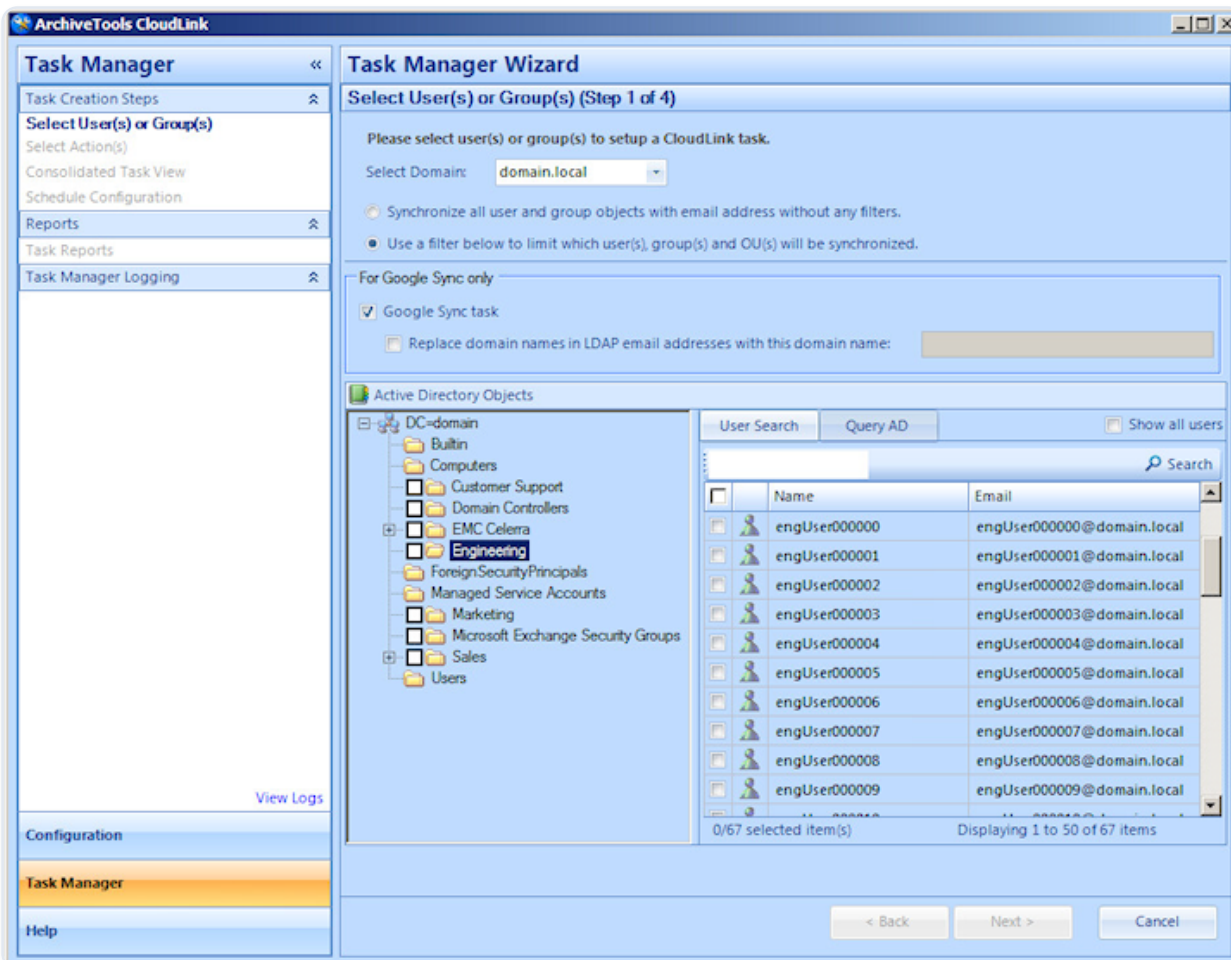 ArchiveTools CloudLink
Task Manager «
Task Creation Steps
Select User(s) or Group(s)
Select Action(s)
Consolidated Task View
Schedule Configuration
Reports
Task Reports
Task Manager Logging
View Logs
Configuration
Task Manager
Help
Task Manager Wizard
Select User(s) or Group(s) (Step 1 of 4)
Please select user(s) or group(s) to setup a CloudLink task.
Select Domain: domain.local
Synchronize all user and group objects with email address without any filters.
Use a filter below to limit which user(s), group(s) and OU(s) will be synchronized.
For Google Sync only
Google Sync task
Replace domain names in LDAP email addresses with this domain name:
Active Directory Objects
DC=domain
Builtin
Computers
Customer Support
Domain Controllers
EMC Celerra
Engineering
ForeignSecurityPrincipals
Managed Service Accounts
Marketing
Microsoft Exchange Security Groups
Sales
Users
User Search Query AD Show all users
Search
Name Email
engUser000000 engUser000000@domain.local
engUser000001 engUser000001@domain.local
engUser000002 engUser000002@domain.local
engUser000003 engUser000003@domain.local
engUser000004 engUser000004@domain.local
engUser000005 engUser000005@domain.local
engUser000006 engUser000006@domain.local
engUser000007 engUser000007@domain.local
engUser000008 engUser000008@domain.local
engUser000009 engUser000009@domain.local
0/67 selected item(s) Displaying 1 to 50 of 67 items
< Back Next > Cancel